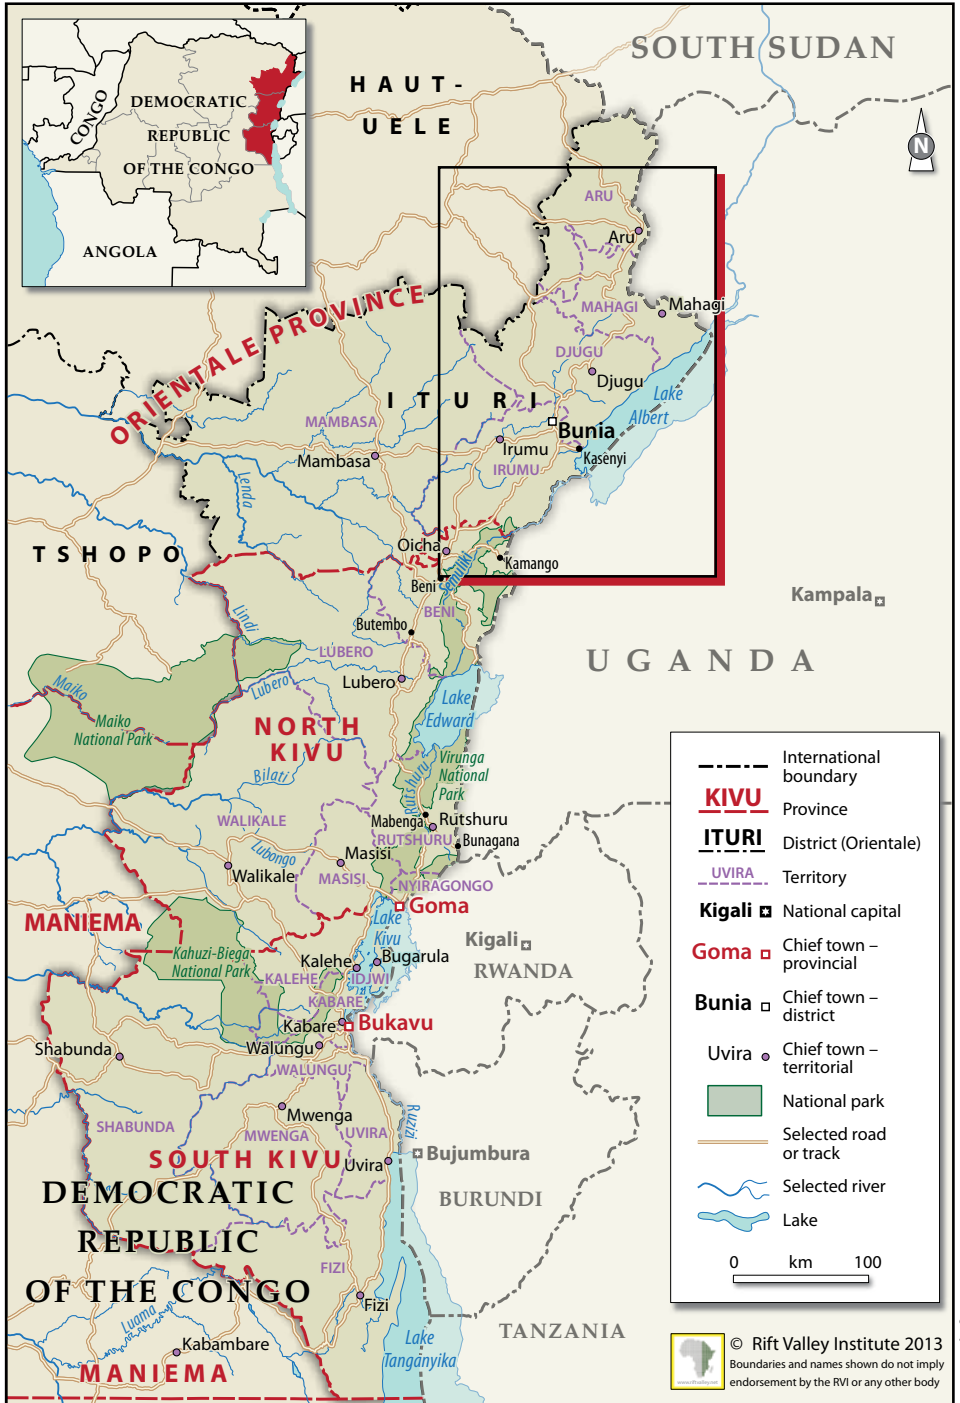 SOUTH SUDAN
HAUT-
UELE
CONGO
DEMOCRATIC
REPUBLIC
OF THE CONGO
ANGOLA
N
ARU
Aru
MAHAGI
Mahagi
ORIENTALE PROVINCE
DJUGU
Djugu
Lake
Albert
ITURI
MAMBASA
Bunia
Irumu
Kasenyi
Mambasa
IRUMU
Lenda
TSHOPO
Oicha
Kamango
Semuliki
Beni
BENI
Kampala
Lindi
Butembo
LUBERO
UGANDA
Lubero
Lubero
Maiko
Maiko
National Park
Lake
Edward
NORTH
KIVU
Virunga
National
Park
Bilati
Rutshuru
Mabenga
Rutshuru
WALIKALE
RUTSHURU
Bunagana
Lubongo
Masisi
Walikale
MASISI
NYIRAGONGO
Goma
MANIEMA
Lake
Kivu
Kigali
RWANDA
Kahuzi-Biega
National Park
Kalehe
Bugarula
KALEHE
IDJWI
KABARE
Kabare
Bukavu
Shabunda
Walungu
WALUNGU
Mwenga
SHABUNDA
MWENGA
UVIRA
Ruzizi
SOUTH KIVU
Uvira
Bujumbura
BURUNDI
DEMOCRATIC
REPUBLIC
OF THE CONGO
FIZI
Fizi
Luama
Kabambare
MANIEMA
Lake
Tanganyika
TANZANIA
International
boundary
KIVU Province
ITURI District (Orientale)
UVIRA Territory
Kigali National capital
Goma Chief town –
provincial
Bunia Chief town –
district
Uvira Chief town –
territorial
National park
Selected road
or track
Selected river
Lake
0 km 100
© Rift Valley Institute 2013
Boundaries and names shown do not imply
endorsement by the RVI or any other body
www.riftvalley.net